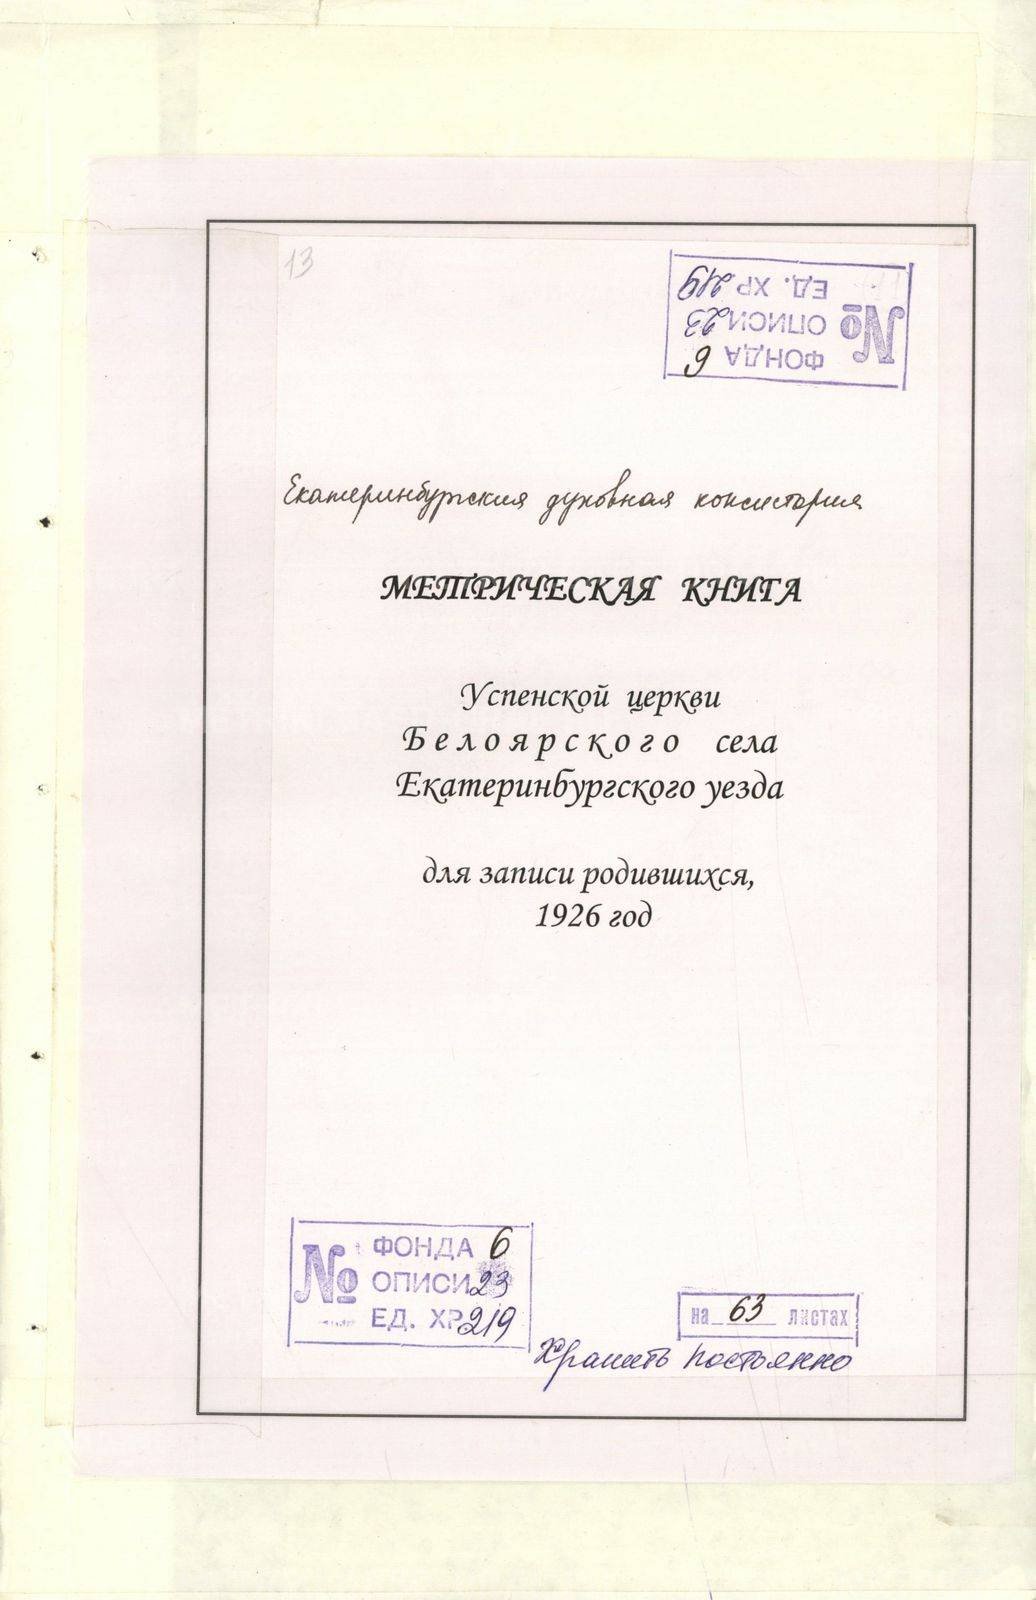 13
№ ФОНДА 6
ОПИСИ 23
ЕД. ХР 219
Екатеринбургская духовная консистория
МЕТРИЧЕСКАЯ КНИГА
Успенской церкви
Белоярского села
Екатеринбургского уезда
для записи родившихся,
1926 год
№ ФОНДА 6
ОПИСИ 23
ЕД. ХР 219
на 63 листах
Хранить постоянно